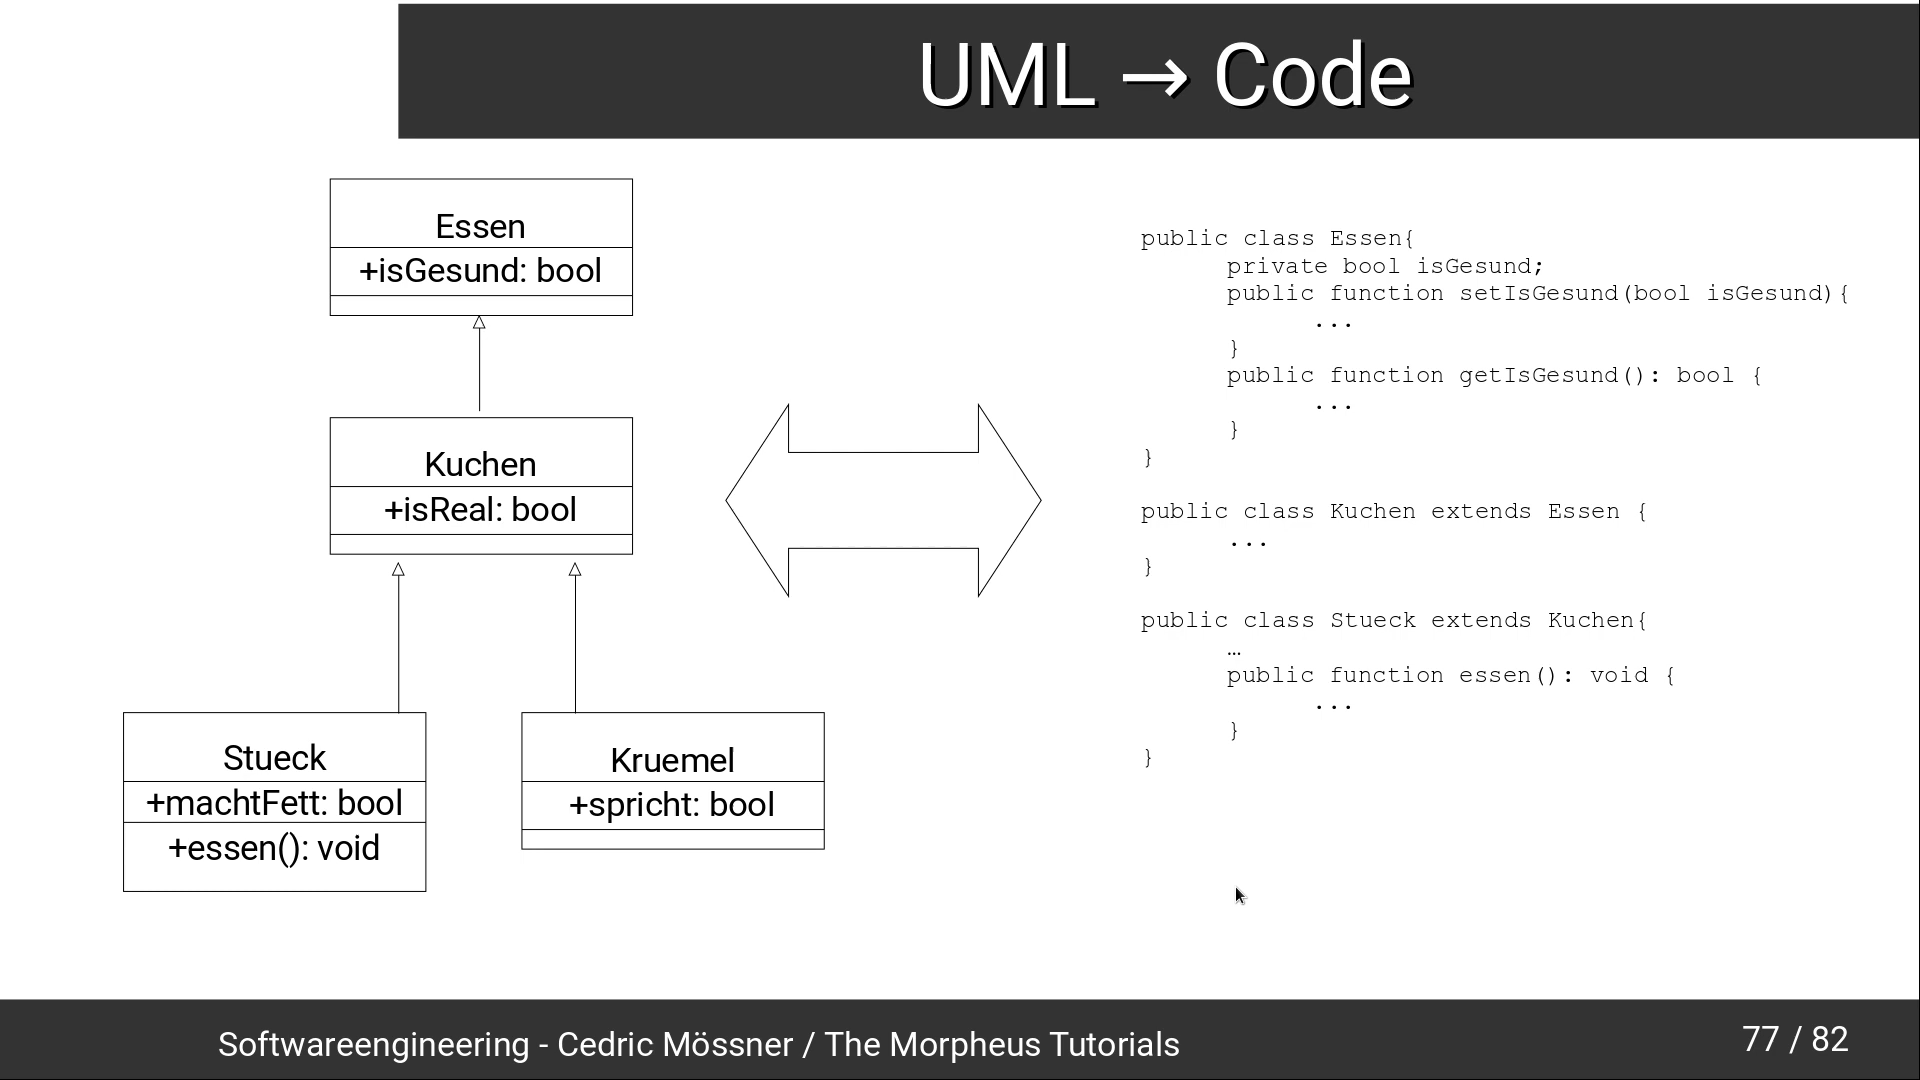 UML → Code
Essen
+isGesund: bool
Kuchen
+isReal: bool
Stueck
+machtFett: bool
+essen(): void
Kruemel
+spricht: bool
public class Essen{
private bool isGesund;
public function setIsGesund(bool isGesund){
...
}
public function getIsGesund(): bool {
...
}
}
public class Kuchen extends Essen {
...
}
public class Stueck extends Kuchen{
…
public function essen(): void {
...
}
}
Softwareengineering - Cedric Mössner / The Morpheus Tutorials
77 / 82